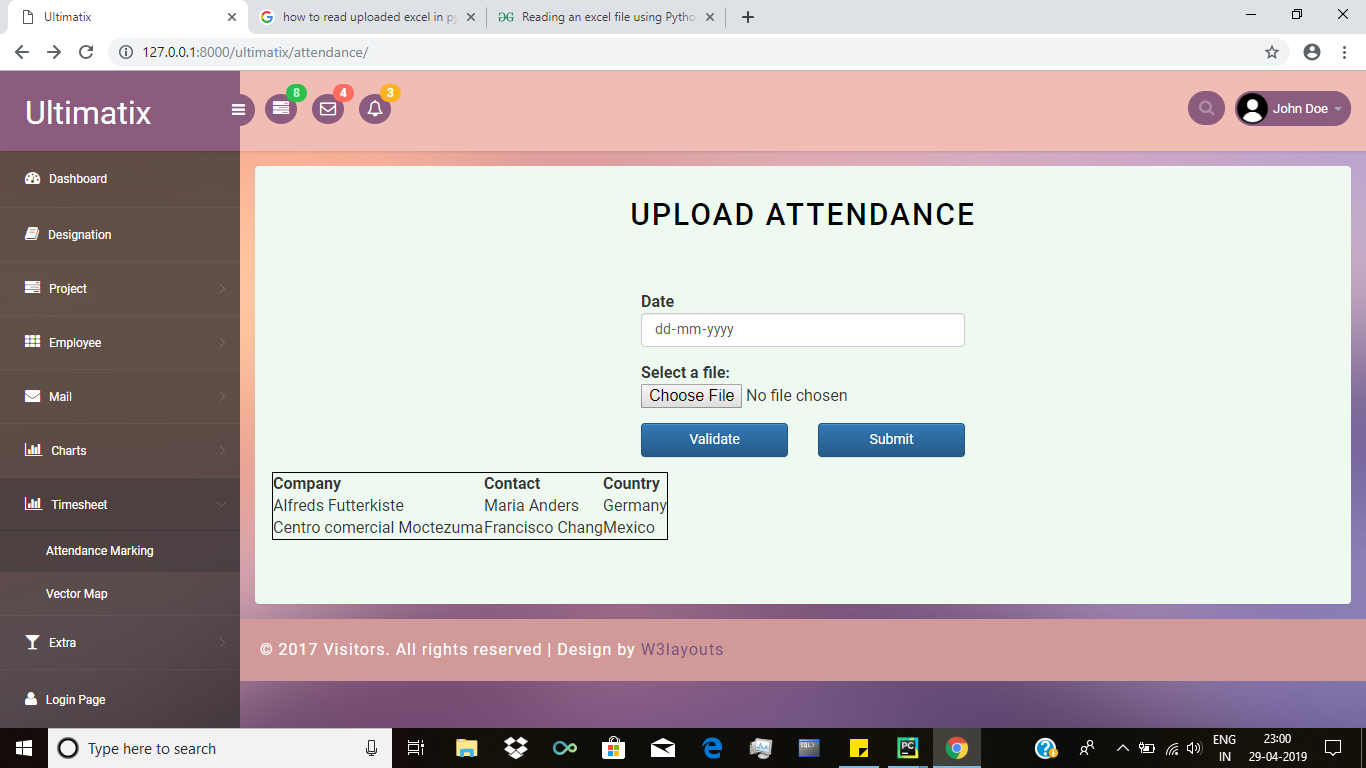 Ultimatix
how to read uploaded excel in py
Reading an excel file using Pytho
127.0.0.1:8000/ultimatix/attendance/
Ultimatix
8
4
3
John Doe
Dashboard
Designation
Project
Employee
Mail
Charts
Timesheet
Attendance Marking
Vector Map
Extra
Login Page
UPLOAD ATTENDANCE
Date
dd-mm-yyyy
Select a file:
Choose File No file chosen
Validate Submit
Company Contact Country
Alfreds Futterkiste Maria Anders Germany
Centro comercial Moctezuma Francisco Chang Mexico
© 2017 Visitors. All rights reserved | Design by W3layouts
Type here to search
SQL
PC
ENG
IN
23:00
29-04-2019